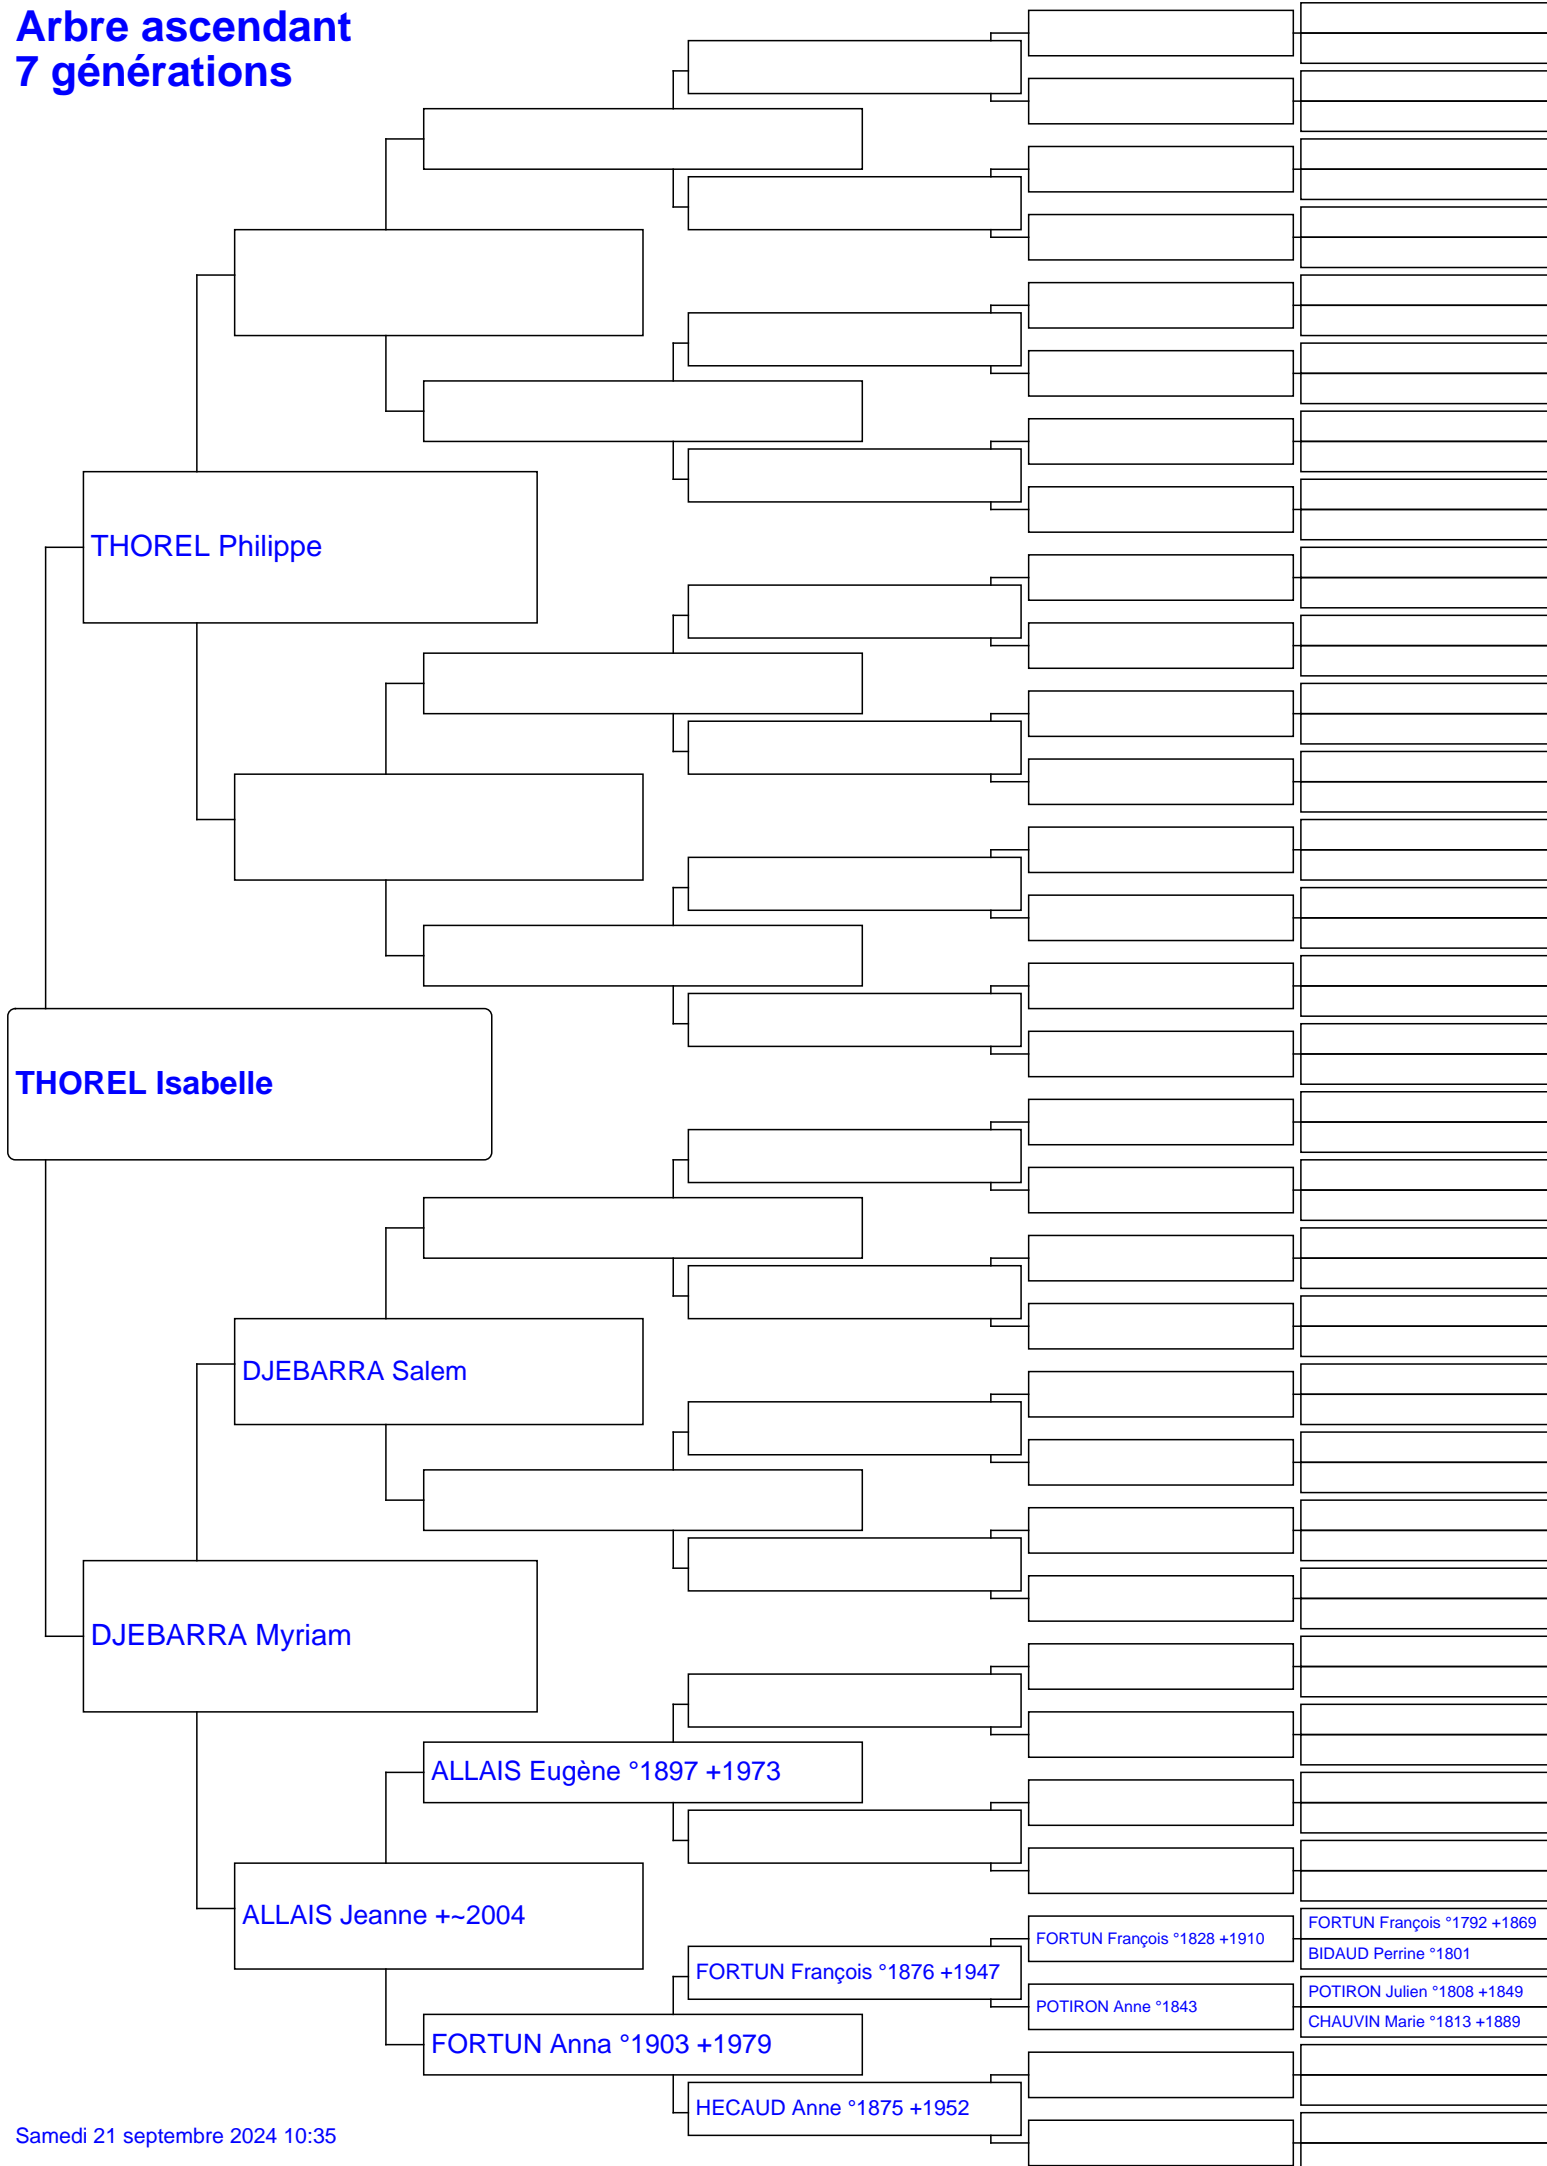 Arbre ascendant
7 générations
THOREL Philippe
THOREL Isabelle
DJEBARRA Salem
DJEBARRA Myriam
ALLAIS Eugène °1897 +1973
ALLAIS Jeanne +~2004
FORTUN François °1792 +1869
FORTUN François °1828 +1910
BIDAUD Perrine °1801
FORTUN François °1876 +1947
POTIRON Julien °1808 +1849
POTIRON Anne °1843
CHAUVIN Marie °1813 +1889
FORTUN Anna °1903 +1979
HECAUD Anne °1875 +1952
Samedi 21 septembre 2024 10:35